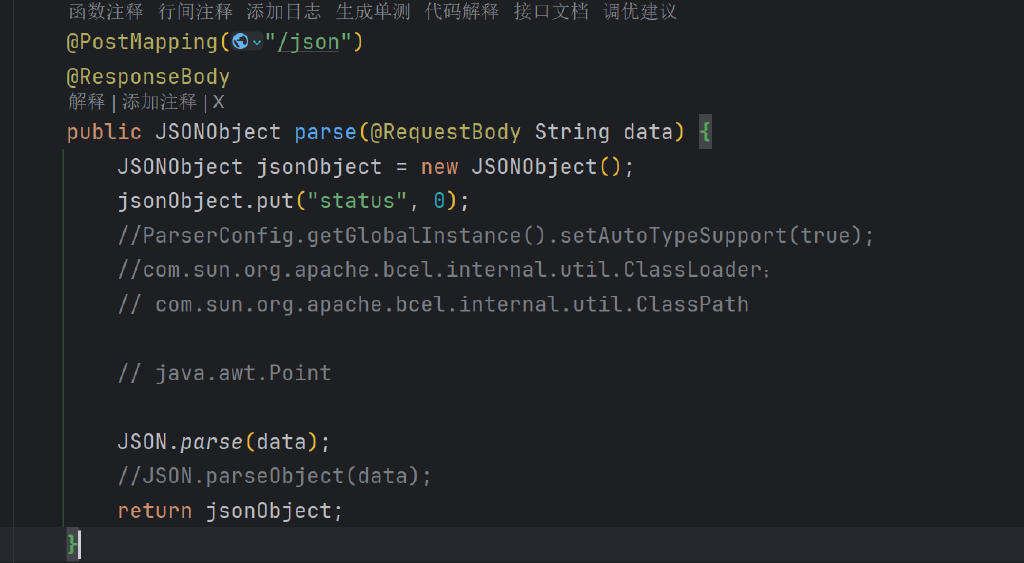 函数注释 行间注释 添加日志 生成单测 代码解释 接口文档 调优建议
@PostMapping("/json")
@ResponseBody
解释 | 添加注释 | X
public JSONObject parse(@RequestBody String data) {
JSONObject jsonObject = new JSONObject();
jsonObject.put("status", 0);
//ParserConfig.getGlobalInstance().setAutoTypeSupport(true);
//com.sun.org.apache.bcel.internal.util.ClassLoader；
// com.sun.org.apache.bcel.internal.util.ClassPath
// java.awt.Point
JSON.parse(data);
//JSON.parseObject(data);
return jsonObject;
}